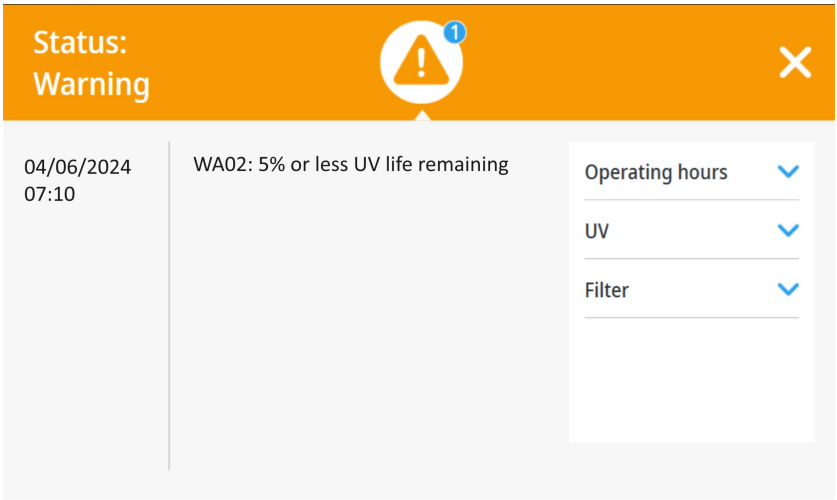 Status:
Warning
1
04/06/2024
07:10
WA02: 5% or less UV life remaining
Operating hours
UV
Filter